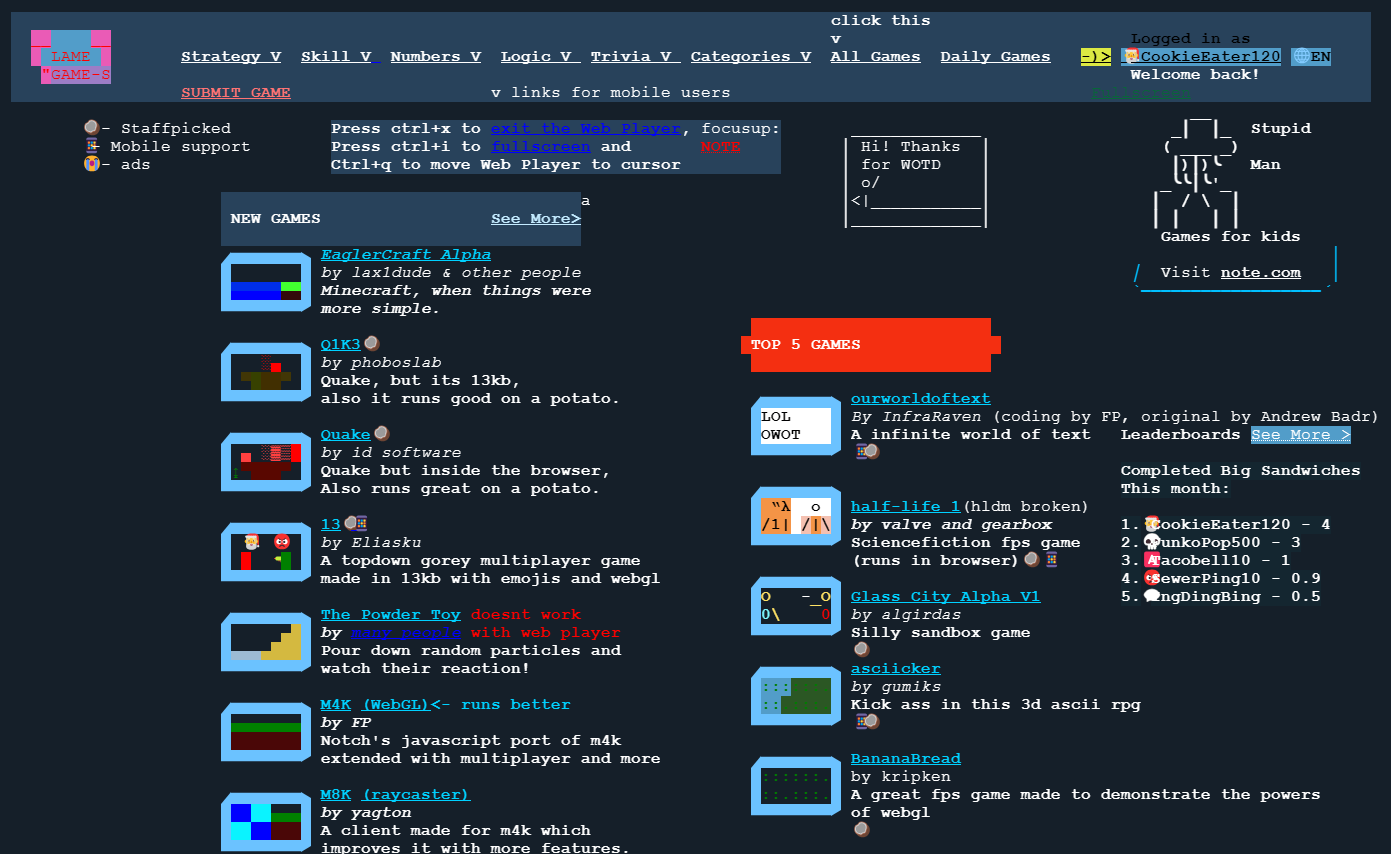 click this
v
Logged in as
LAME
"GAME-S
Strategy V Skill V Numbers V Logic V Trivia V Categories V All Games Daily Games -)> CookieEater120 EN
Welcome back!
SUBMIT GAME v links for mobile users Fullscreen
- Staffpicked
- Mobile support
- ads
Press ctrl+x to exit the Web Player, focusup:
Press ctrl+i to fullscreen and NOTE
Ctrl+q to move Web Player to cursor
Hi! Thanks
for WOTD
o/
<|
Stupid
Man
Games for kids
Visit note.com
a
NEW GAMES See More>
EaglerCraft Alpha
by lax1dude & other people
Minecraft, when things were
more simple.
Q1K3
by phoboslab
Quake, but its 13kb,
also it runs good on a potato.
Quake
by id software
Quake but inside the browser,
Also runs great on a potato.
13
by Eliasku
A topdown gorey multiplayer game
made in 13kb with emojis and webgl
The Powder Toy doesnt work
by many people with web player
Pour down random particles and
watch their reaction!
M4K (WebGL)<- runs better
by FP
Notch's javascript port of m4k
extended with multiplayer and more
M8K (raycaster)
by yagton
A client made for m4k which
improves it with more features.
TOP 5 GAMES
LOL
OWOT
ourworldoftext
By InfraRaven (coding by FP, original by Andrew Badr)
A infinite world of text
half-life 1(hldm broken)
by valve and gearbox
Sciencefiction fps game
(runs in browser)
Glass City Alpha V1
by algirdas
Silly sandbox game
asciicker
by gumiks
Kick ass in this 3d ascii rpg
BananaBread
by kripken
A great fps game made to demonstrate the powers
of webgl
Leaderboards See More >
Completed Big Sandwiches
This month:
1. CookieEater120 - 4
2. unkoPop500 - 3
3. acobell10 - 1
4. SewerPing10 - 0.9
5. ngDingBing - 0.5